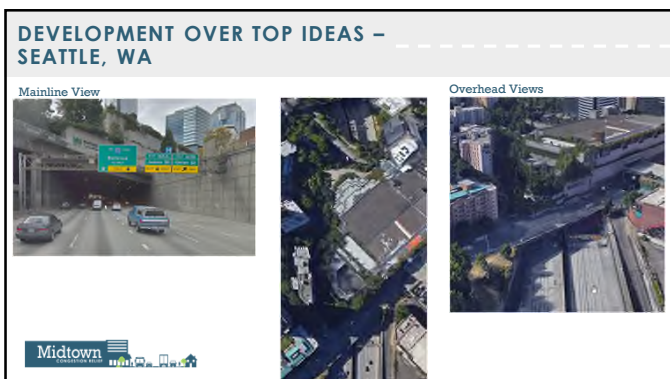 DEVELOPMENT OVER TOP IDEAS –
SEATTLE, WA
Mainline View
Overhead Views
Midtown
CONGESTION RELIEF